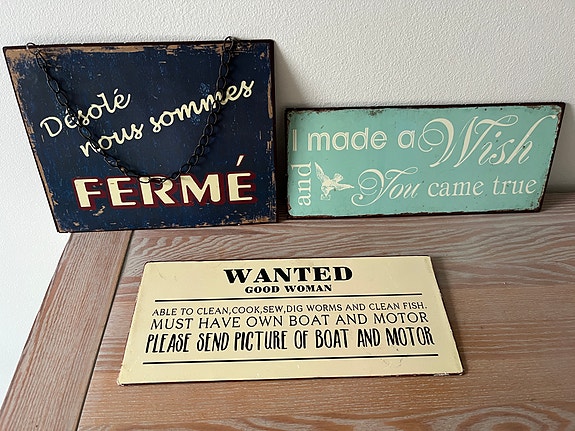 Désolé
nous sommes
FERMÉ
I made a Wish
and You came true
WANTED
GOOD WOMAN
ABLE TO CLEAN,COOK,SEW,DIG WORMS AND CLEAN FISH.
MUST HAVE OWN BOAT AND MOTOR
PLEASE SEND PICTURE OF BOAT AND MOTOR